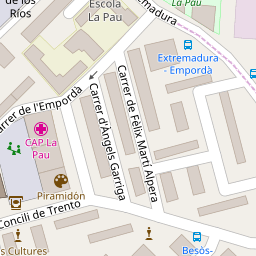 de los
Ríos
Escola
La Pau
Extremadura
La Pau
Extremadura
- Empordà
Carrer de l'Empordà
Carrer de Fèlix Martí Alpera
Carrer d'Àngels Garriga
CAP La
Pau
Piramidón
Concili de Trento
Cultures
Besòs-